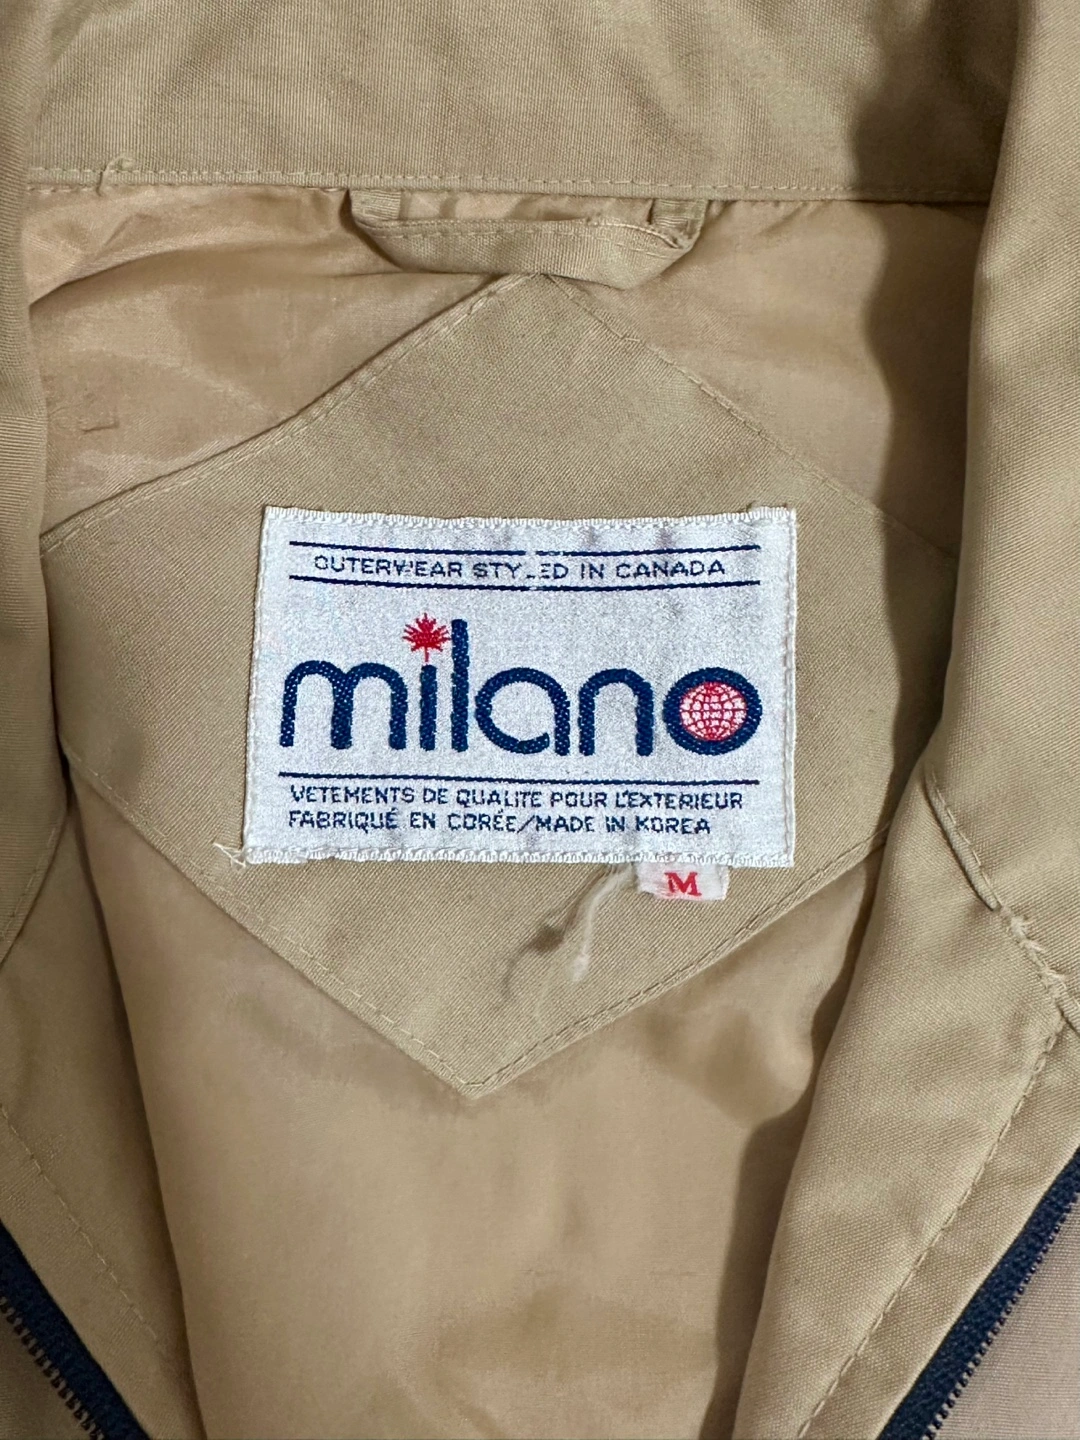 OUTERWEAR STYLED IN CANADA
milano
VETEMENTS DE QUALITE POUR L'EXTERIEUR
FABRIQUÉ EN CORÉE/MADE IN KOREA
M